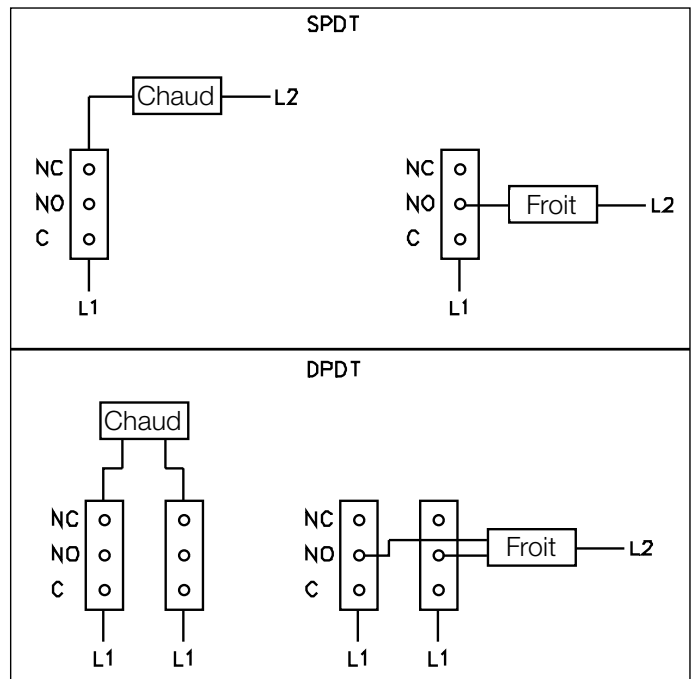 SPDT
Chaud L2
NC
NO
C
L1
NC
NO Froit L2
C
L1
DPDT
Chaud
NC
NO
C
L1 L1
NC
NO Froit L2
C
L1 L1